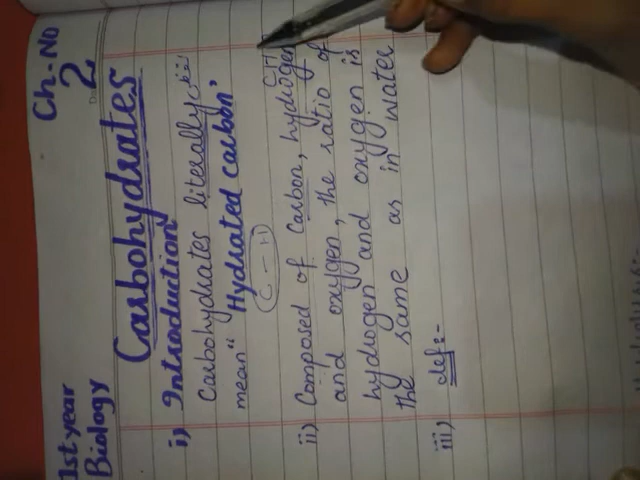 1st year
Biology
Ch-No
2
Carbohydrates
i) Introduction
Carbohydrates literally
mean "Hydrated carbon'
C-H
ii) Composed of Carbon, hydrogen
and oxygen, the ratio of
hydrogen and oxygen is
the same as in water
iii) def:-